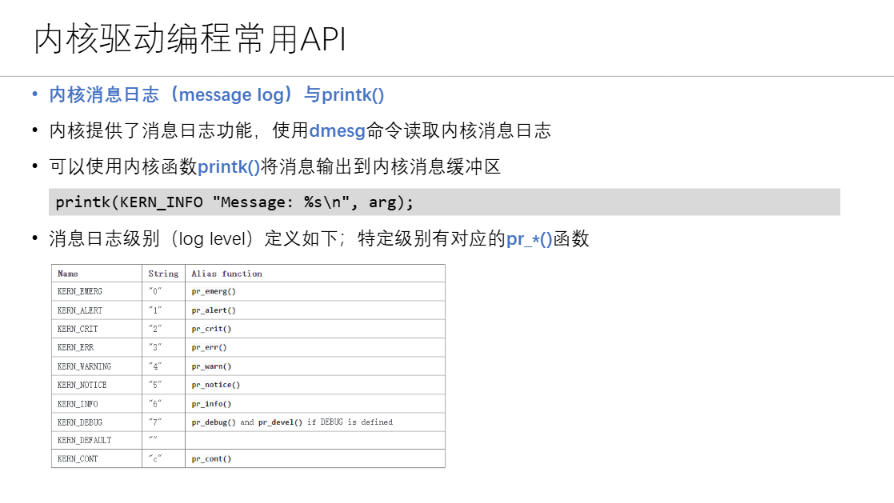 内核驱动编程常用API
• 内核消息日志（message log）与printk()
• 内核提供了消息日志功能，使用dmesg命令读取内核消息日志
• 可以使用内核函数printk()将消息输出到内核消息缓冲区
printk(KERN_INFO "Message: %s\n", arg);
• 消息日志级别（log level）定义如下；特定级别有对应的pr_*()函数
Name String Alias function
KERN_EMERG "0" pr_emerg()
KERN_ALERT "1" pr_alert()
KERN_CRIT "2" pr_crit()
KERN_ERR "3" pr_err()
KERN_WARNING "4" pr_warn()
KERN_NOTICE "5" pr_notice()
KERN_INFO "6" pr_info()
KERN_DEBUG "7" pr_debug() and pr_devel() if DEBUG is defined
KERN_DEFAULT ""
KERN_CONT "c" pr_cont()